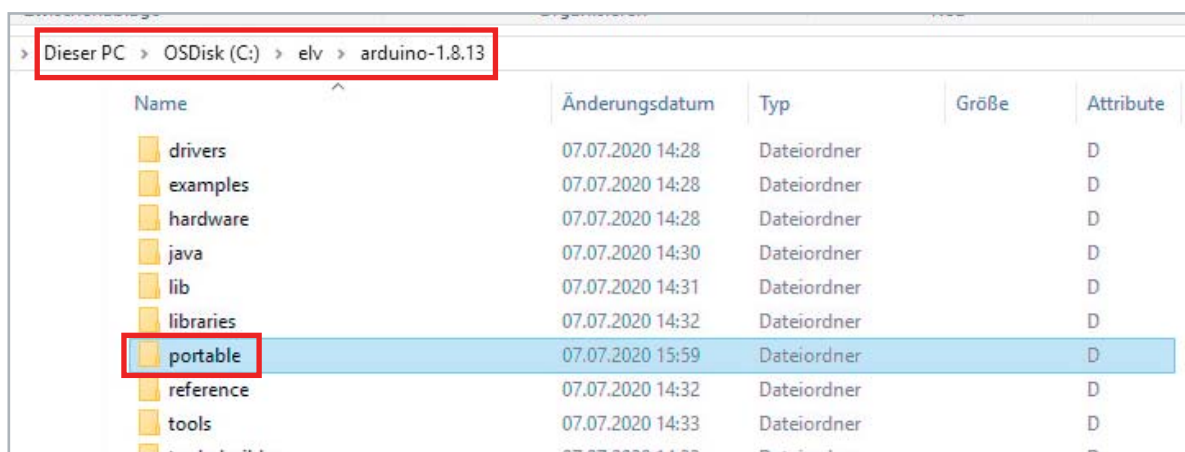 > Dieser PC > OSDisk (C:) > elv > arduino-1.8.13
Name Änderungsdatum Typ Größe Attribute
drivers 07.07.2020 14:28 Dateiordner D
examples 07.07.2020 14:28 Dateiordner D
hardware 07.07.2020 14:28 Dateiordner D
java 07.07.2020 14:30 Dateiordner D
lib 07.07.2020 14:31 Dateiordner D
libraries 07.07.2020 14:32 Dateiordner D
portable 07.07.2020 15:59 Dateiordner D
reference 07.07.2020 14:32 Dateiordner D
tools 07.07.2020 14:33 Dateiordner D